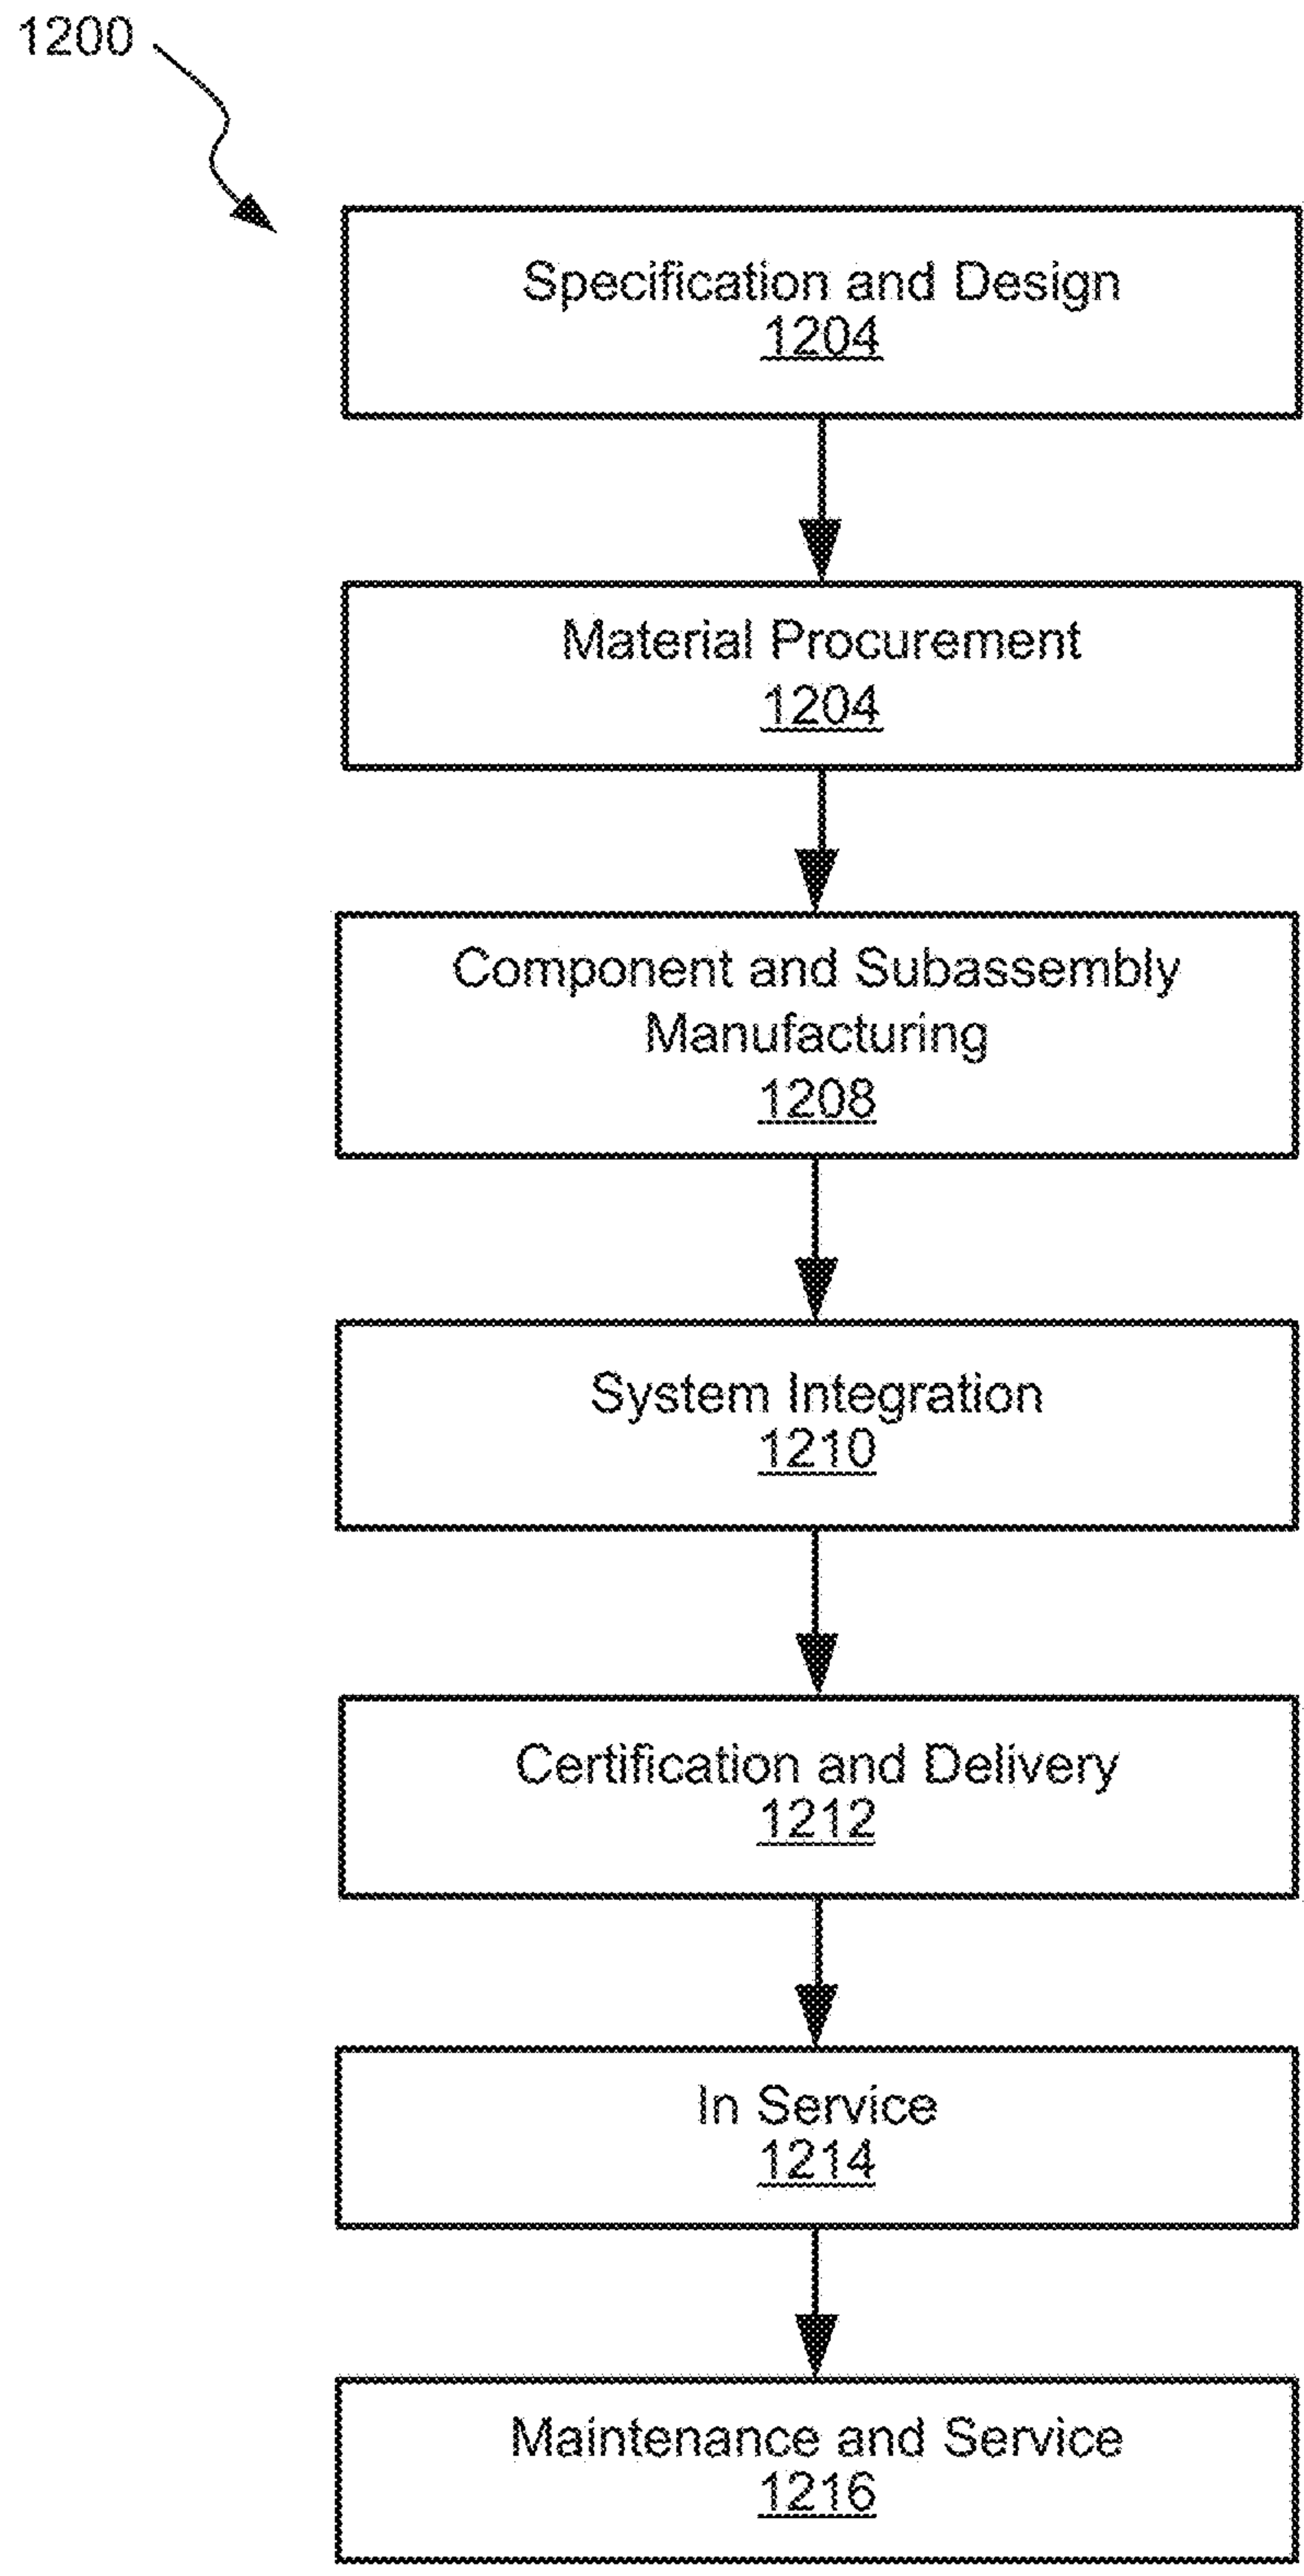 1200
Specification and Design
1204
Material Procurement
1204
Component and Subassembly
Manufacturing
1208
System Integration
1210
Certification and Delivery
1212
In Service
1214
Maintenance and Service
1216